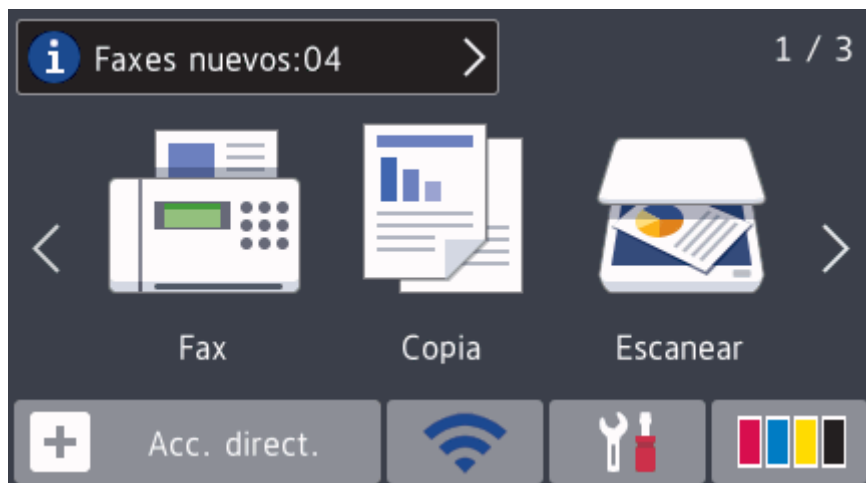 Faxes nuevos:04
1 / 3
Fax
Copia
Escanear
Acc. direct.